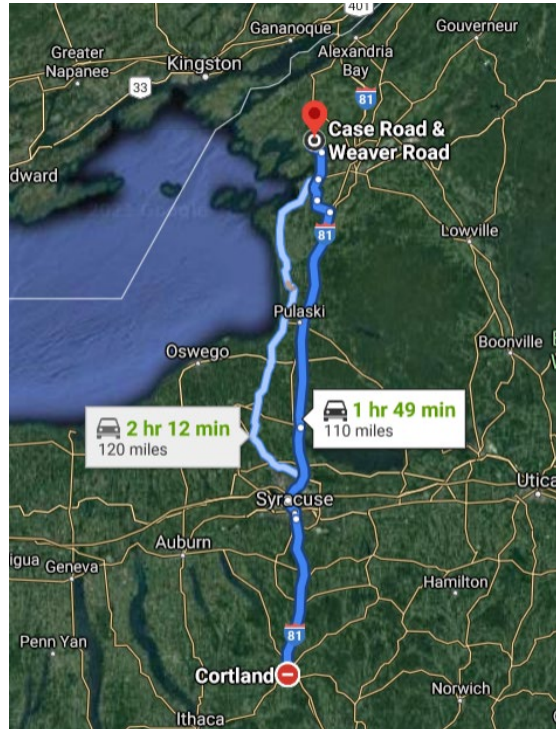 401
Gananoque
Gouverneur
Greater
Napanee
Kingston
Alexandria
Bay
33
81
Case Road &
Weaver Road
dward
Lowville
81
Pulaski
Boonville
Oswego
1 hr 49 min
110 miles
2 hr 12 min
120 miles
Syracuse
Utica
Auburn
igua
Geneva
Hamilton
81
Penn Yan
Cortland
Norwich
Ithaca